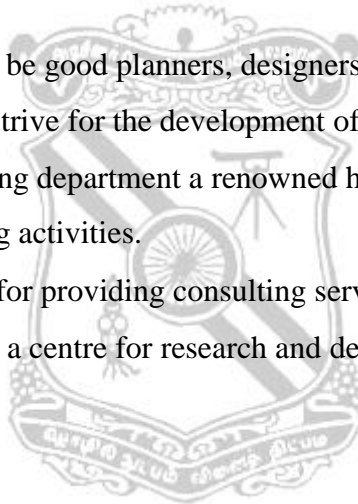 be good planners, designers
trive for the development of
ng department a renowned h
g activities.
for providing consulting serv
a centre for research and de